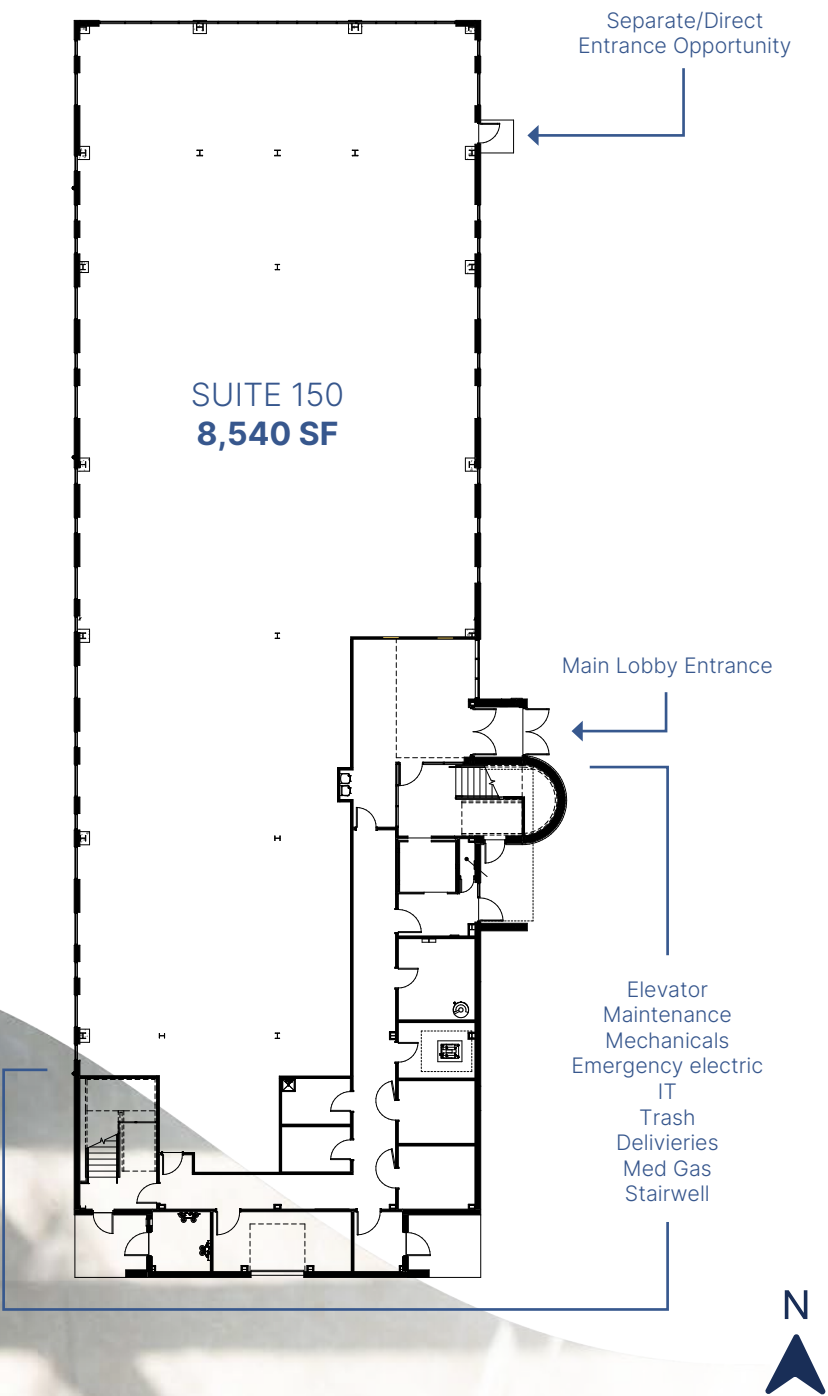 Separate/Direct
Entrance Opportunity
SUITE 150
8,540 SF
Main Lobby Entrance
Elevator
Maintenance
Mechanicals
Emergency electric
IT
Trash
Delivieries
Med Gas
Stairwell
N